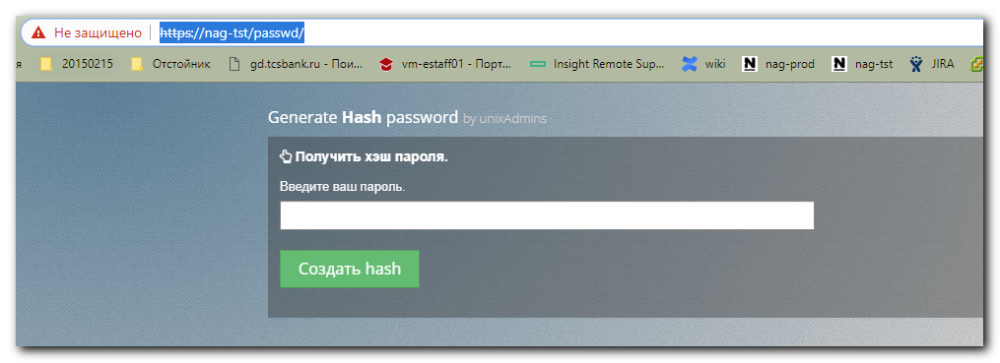 Не защищено https://nag-tst/passwd/
я 20150215 Отстойник gd.tcsbank.ru - Пои... vm-estaff01 - Порт... Insight Remote Sup... wiki nag-prod nag-tst JIRA
Generate Hash password by unixAdmins
Получить хэш пароля.
Введите ваш пароль.
Создать hash